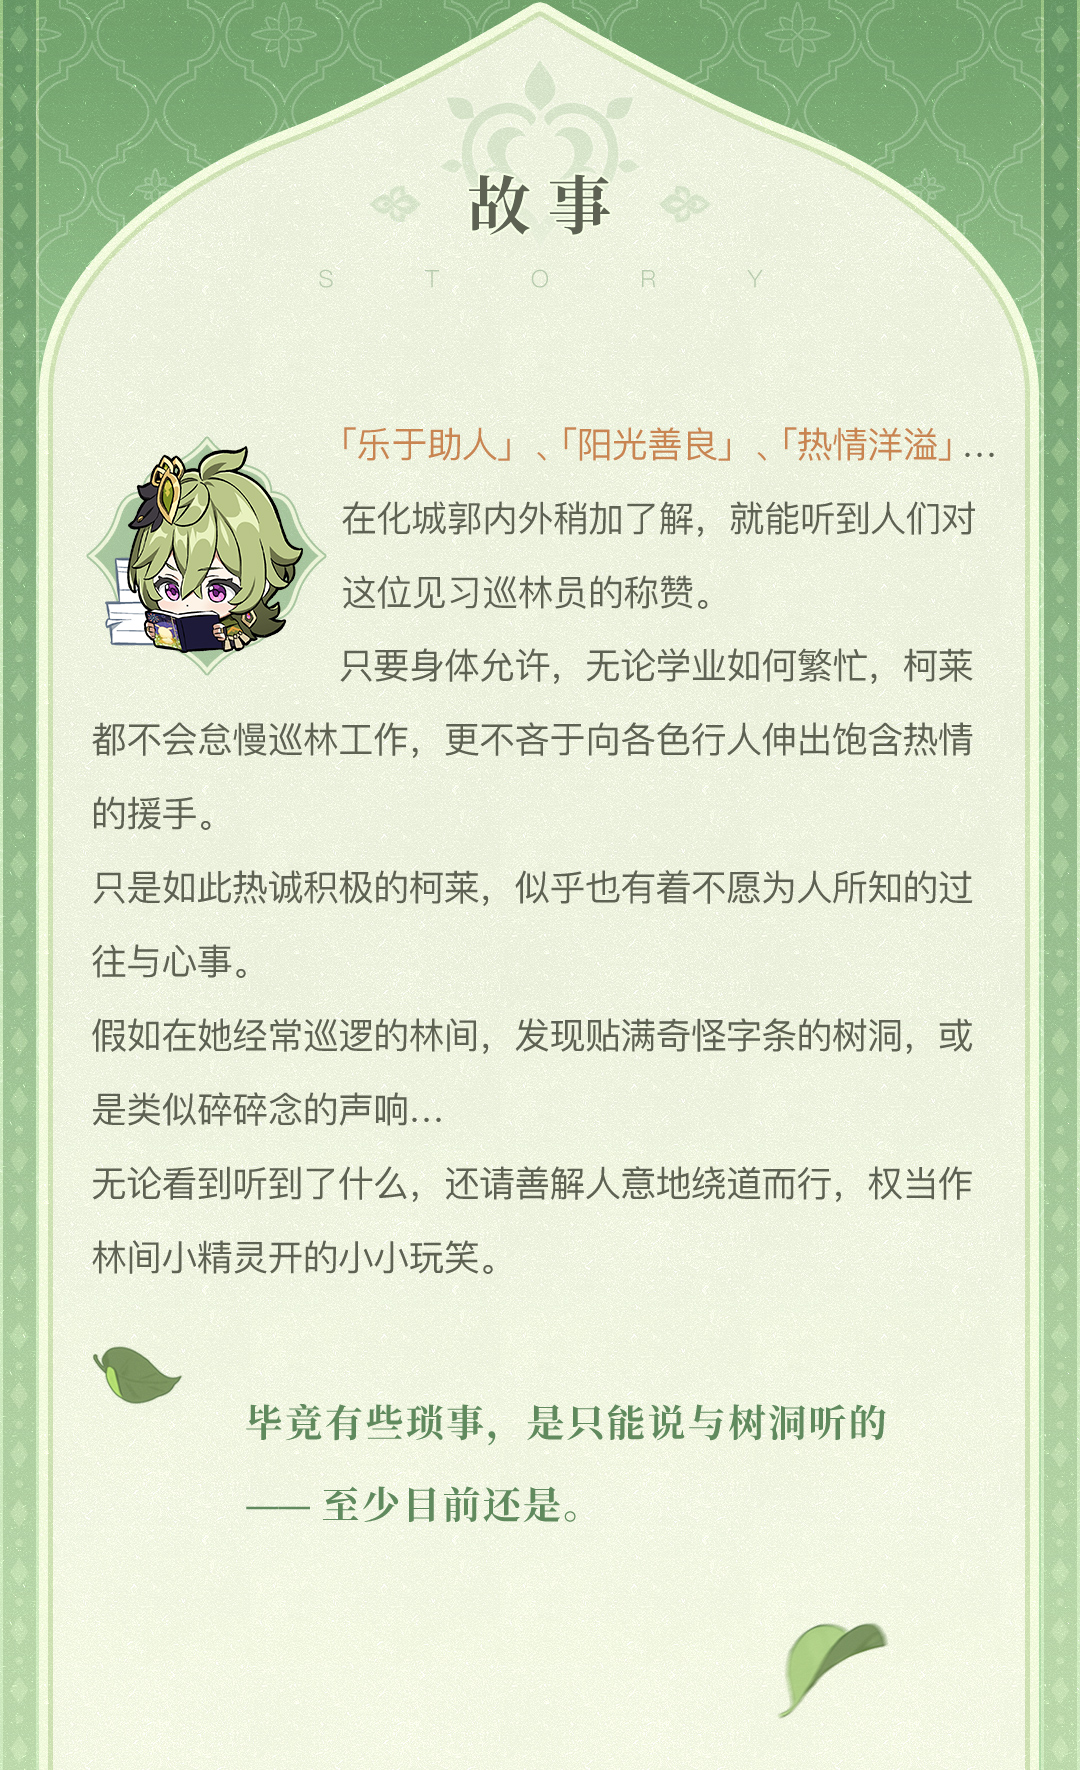 故事
STORY
「乐于助人」、「阳光善良」、「热情洋溢」…
在化城郭内外稍加了解，就能听到人们对
这位见习巡林员的称赞。
只要身体允许，无论学业如何繁忙，柯莱
都不会怠慢巡林工作，更不吝于向各色行人伸出饱含热情
的援手。
只是如此热诚积极的柯莱，似乎也有着不愿为人所知的过
往与心事。
假如在她经常巡逻的林间，发现贴满奇怪字条的树洞，或
是类似碎碎念的声响…
无论看到听到了什么，还请善解人意地绕道而行，权当作
林间小精灵开的小小玩笑。
毕竟有些琐事，是只能说与树洞听的
—— 至少目前还是。